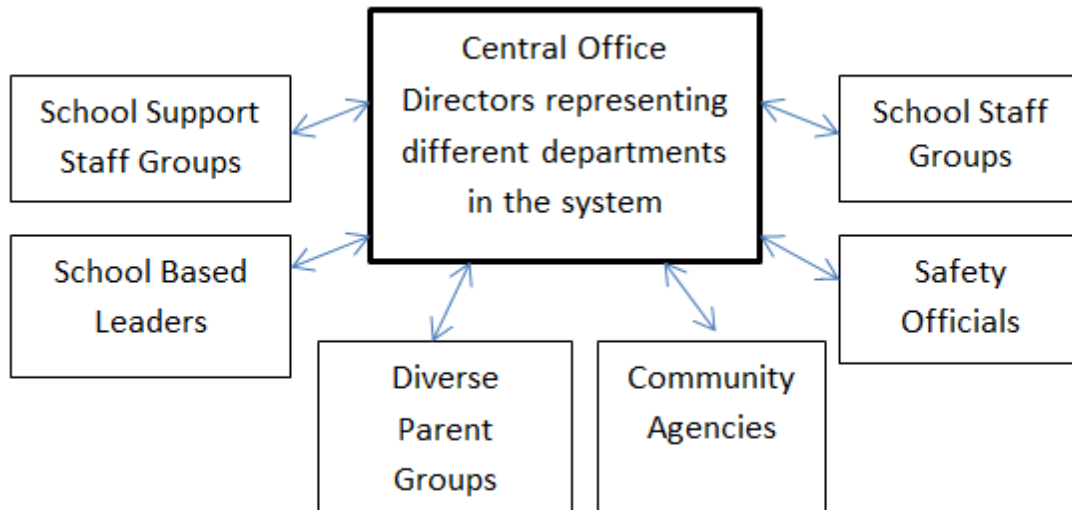 Central Office
Directors representing
different departments
in the system
School Support
Staff Groups
School Staff
Groups
School Based
Leaders
Safety
Officials
Diverse
Parent
Groups
Community
Agencies